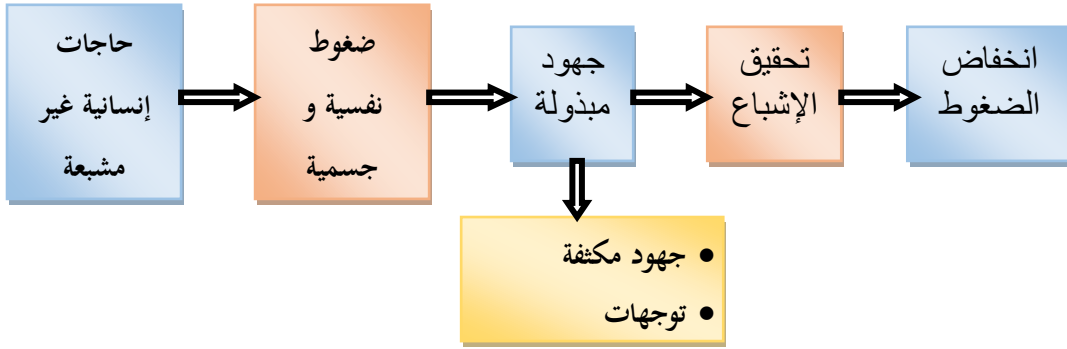 حاجات
إنسانية غير
مشبعة
ضغوط
نفسية و
جسمية
جهود
مبذولة
تحقيق
الإشباع
انخفاض
الضغوط
• جهود مكثفة
• توجهات